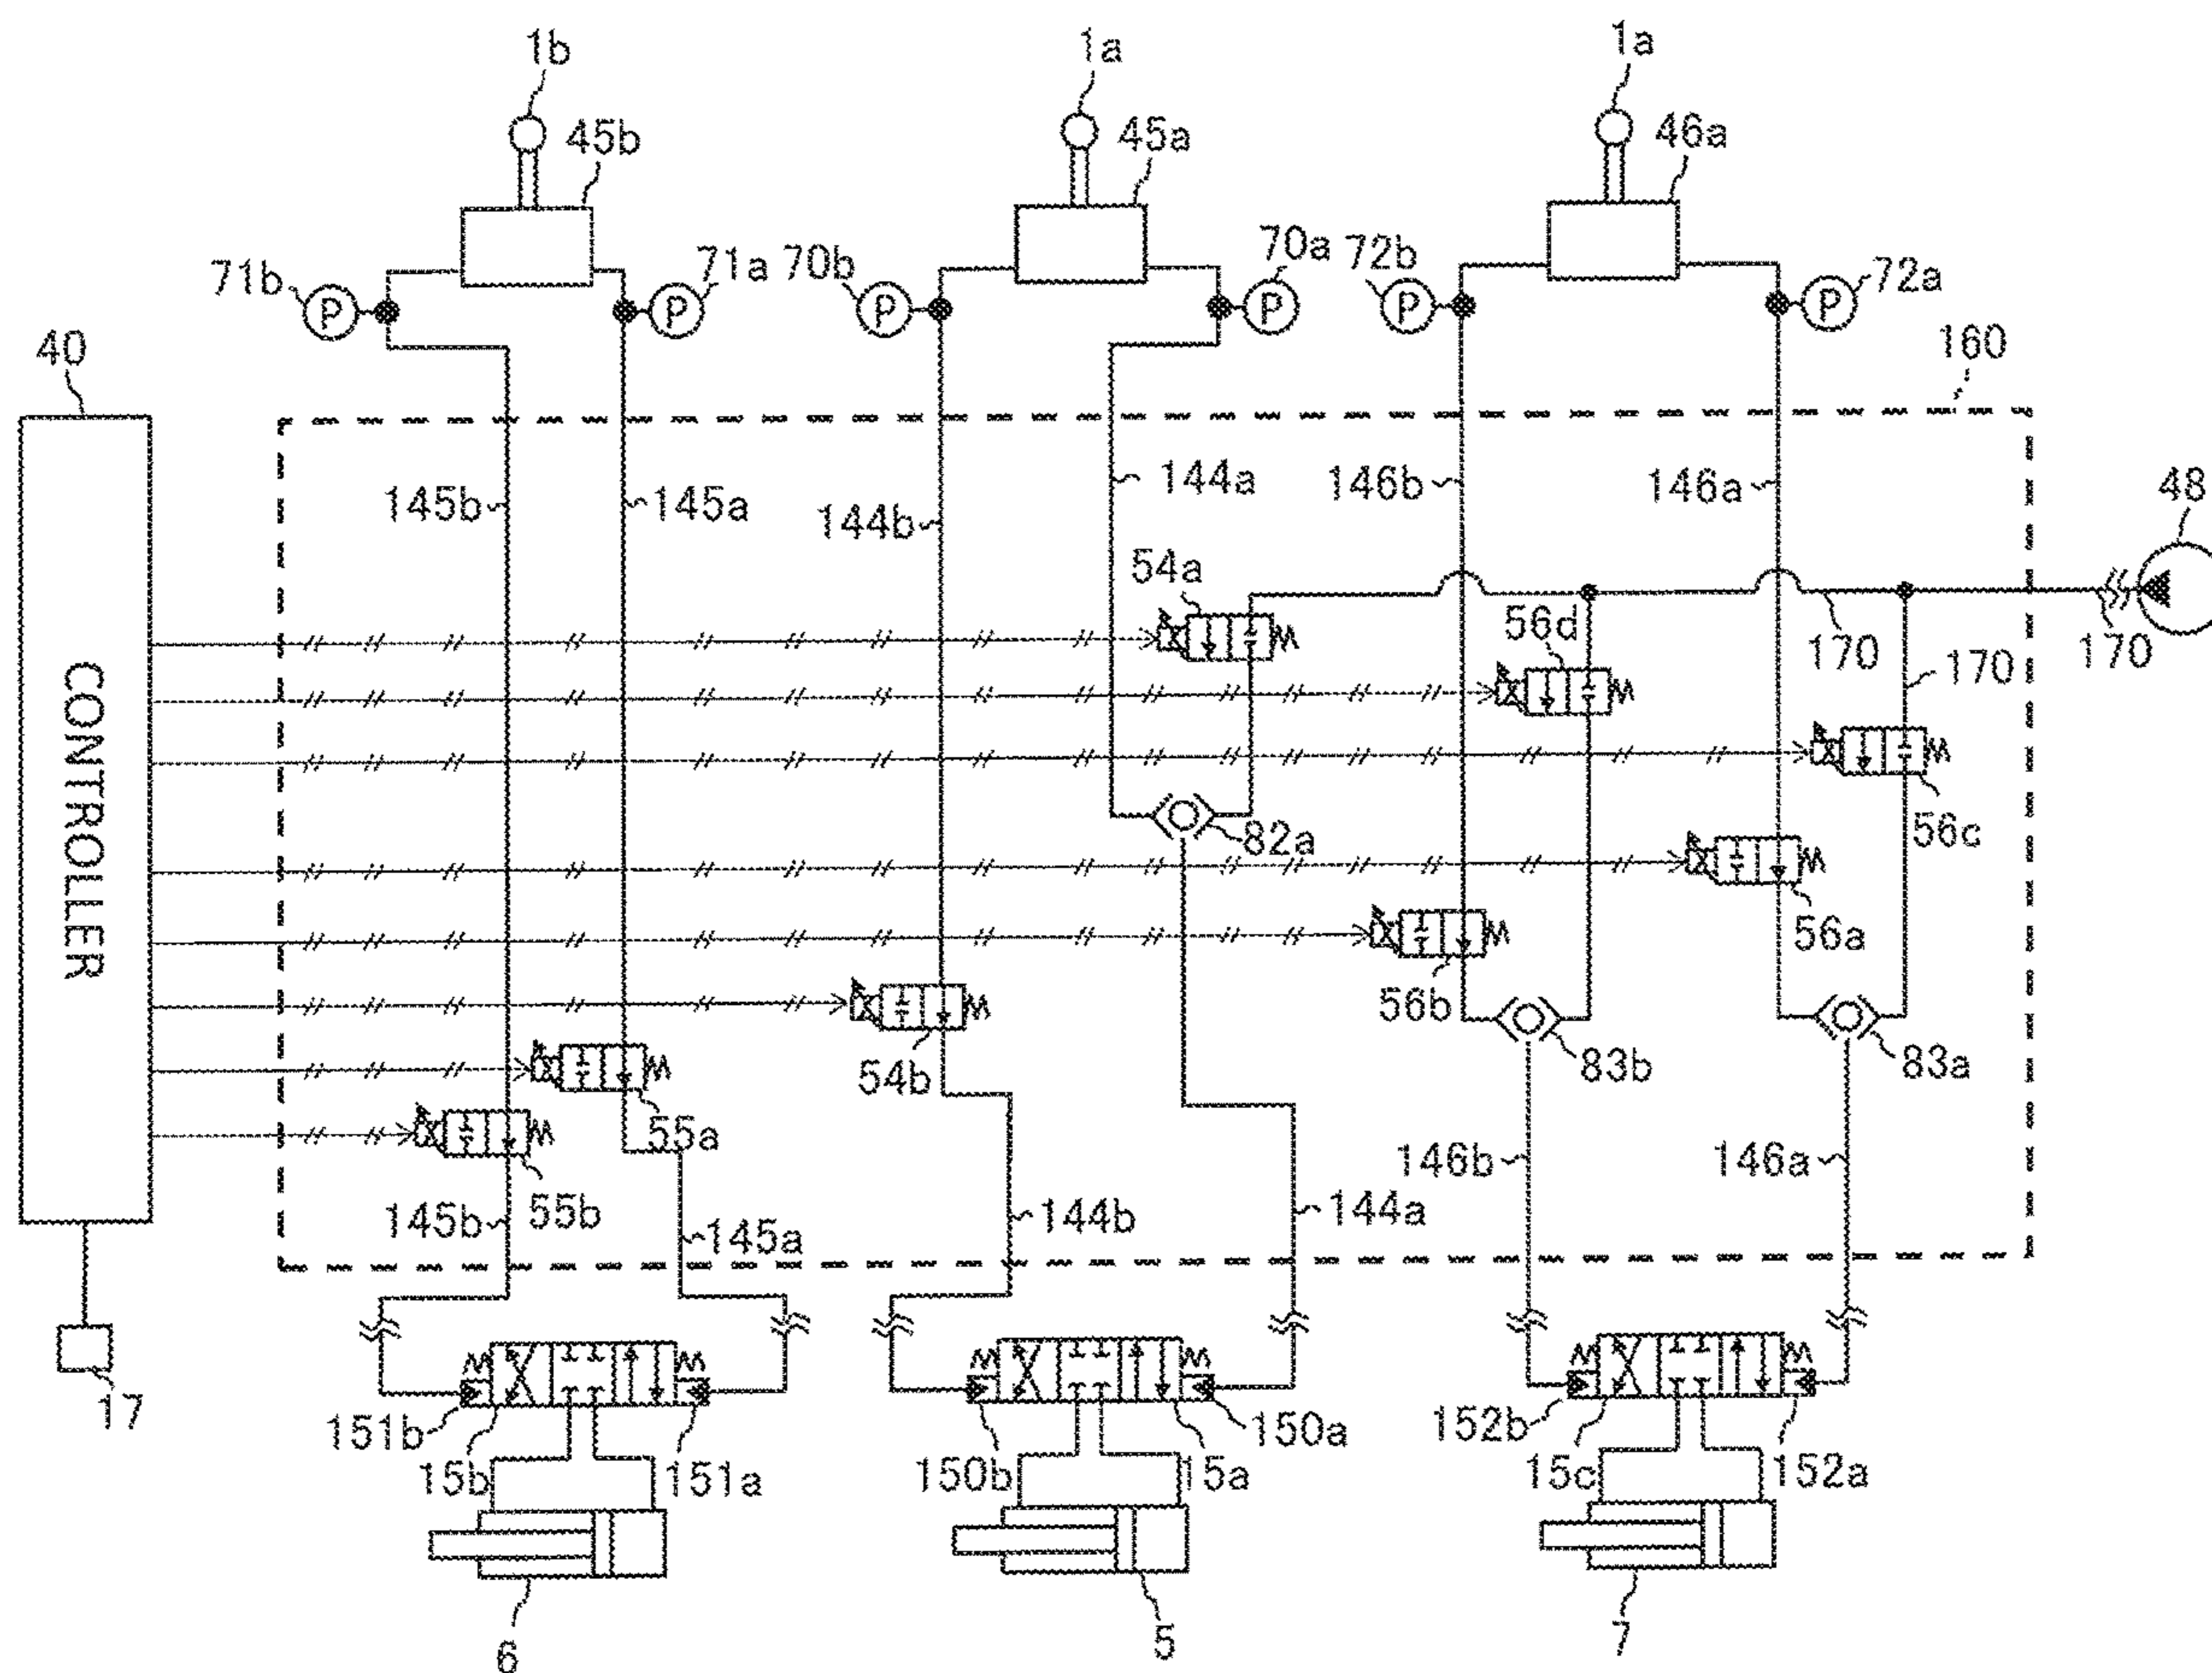 1b
1a
1a
45b
45a
46a
71b
P
P
71a
70b
P
P
70a
72b
P
P
72a
40
160
145b
145a
144b
144a
146b
146a
48
54a
56d
170
170
170
CONTROLLER
82a
56c
56a
56b
54b
83b
83a
55a
55b
145b
145a
144b
144a
146b
146a
17
151b
15b
151a
150b
15a
150a
152b
15c
152a
6
5
7